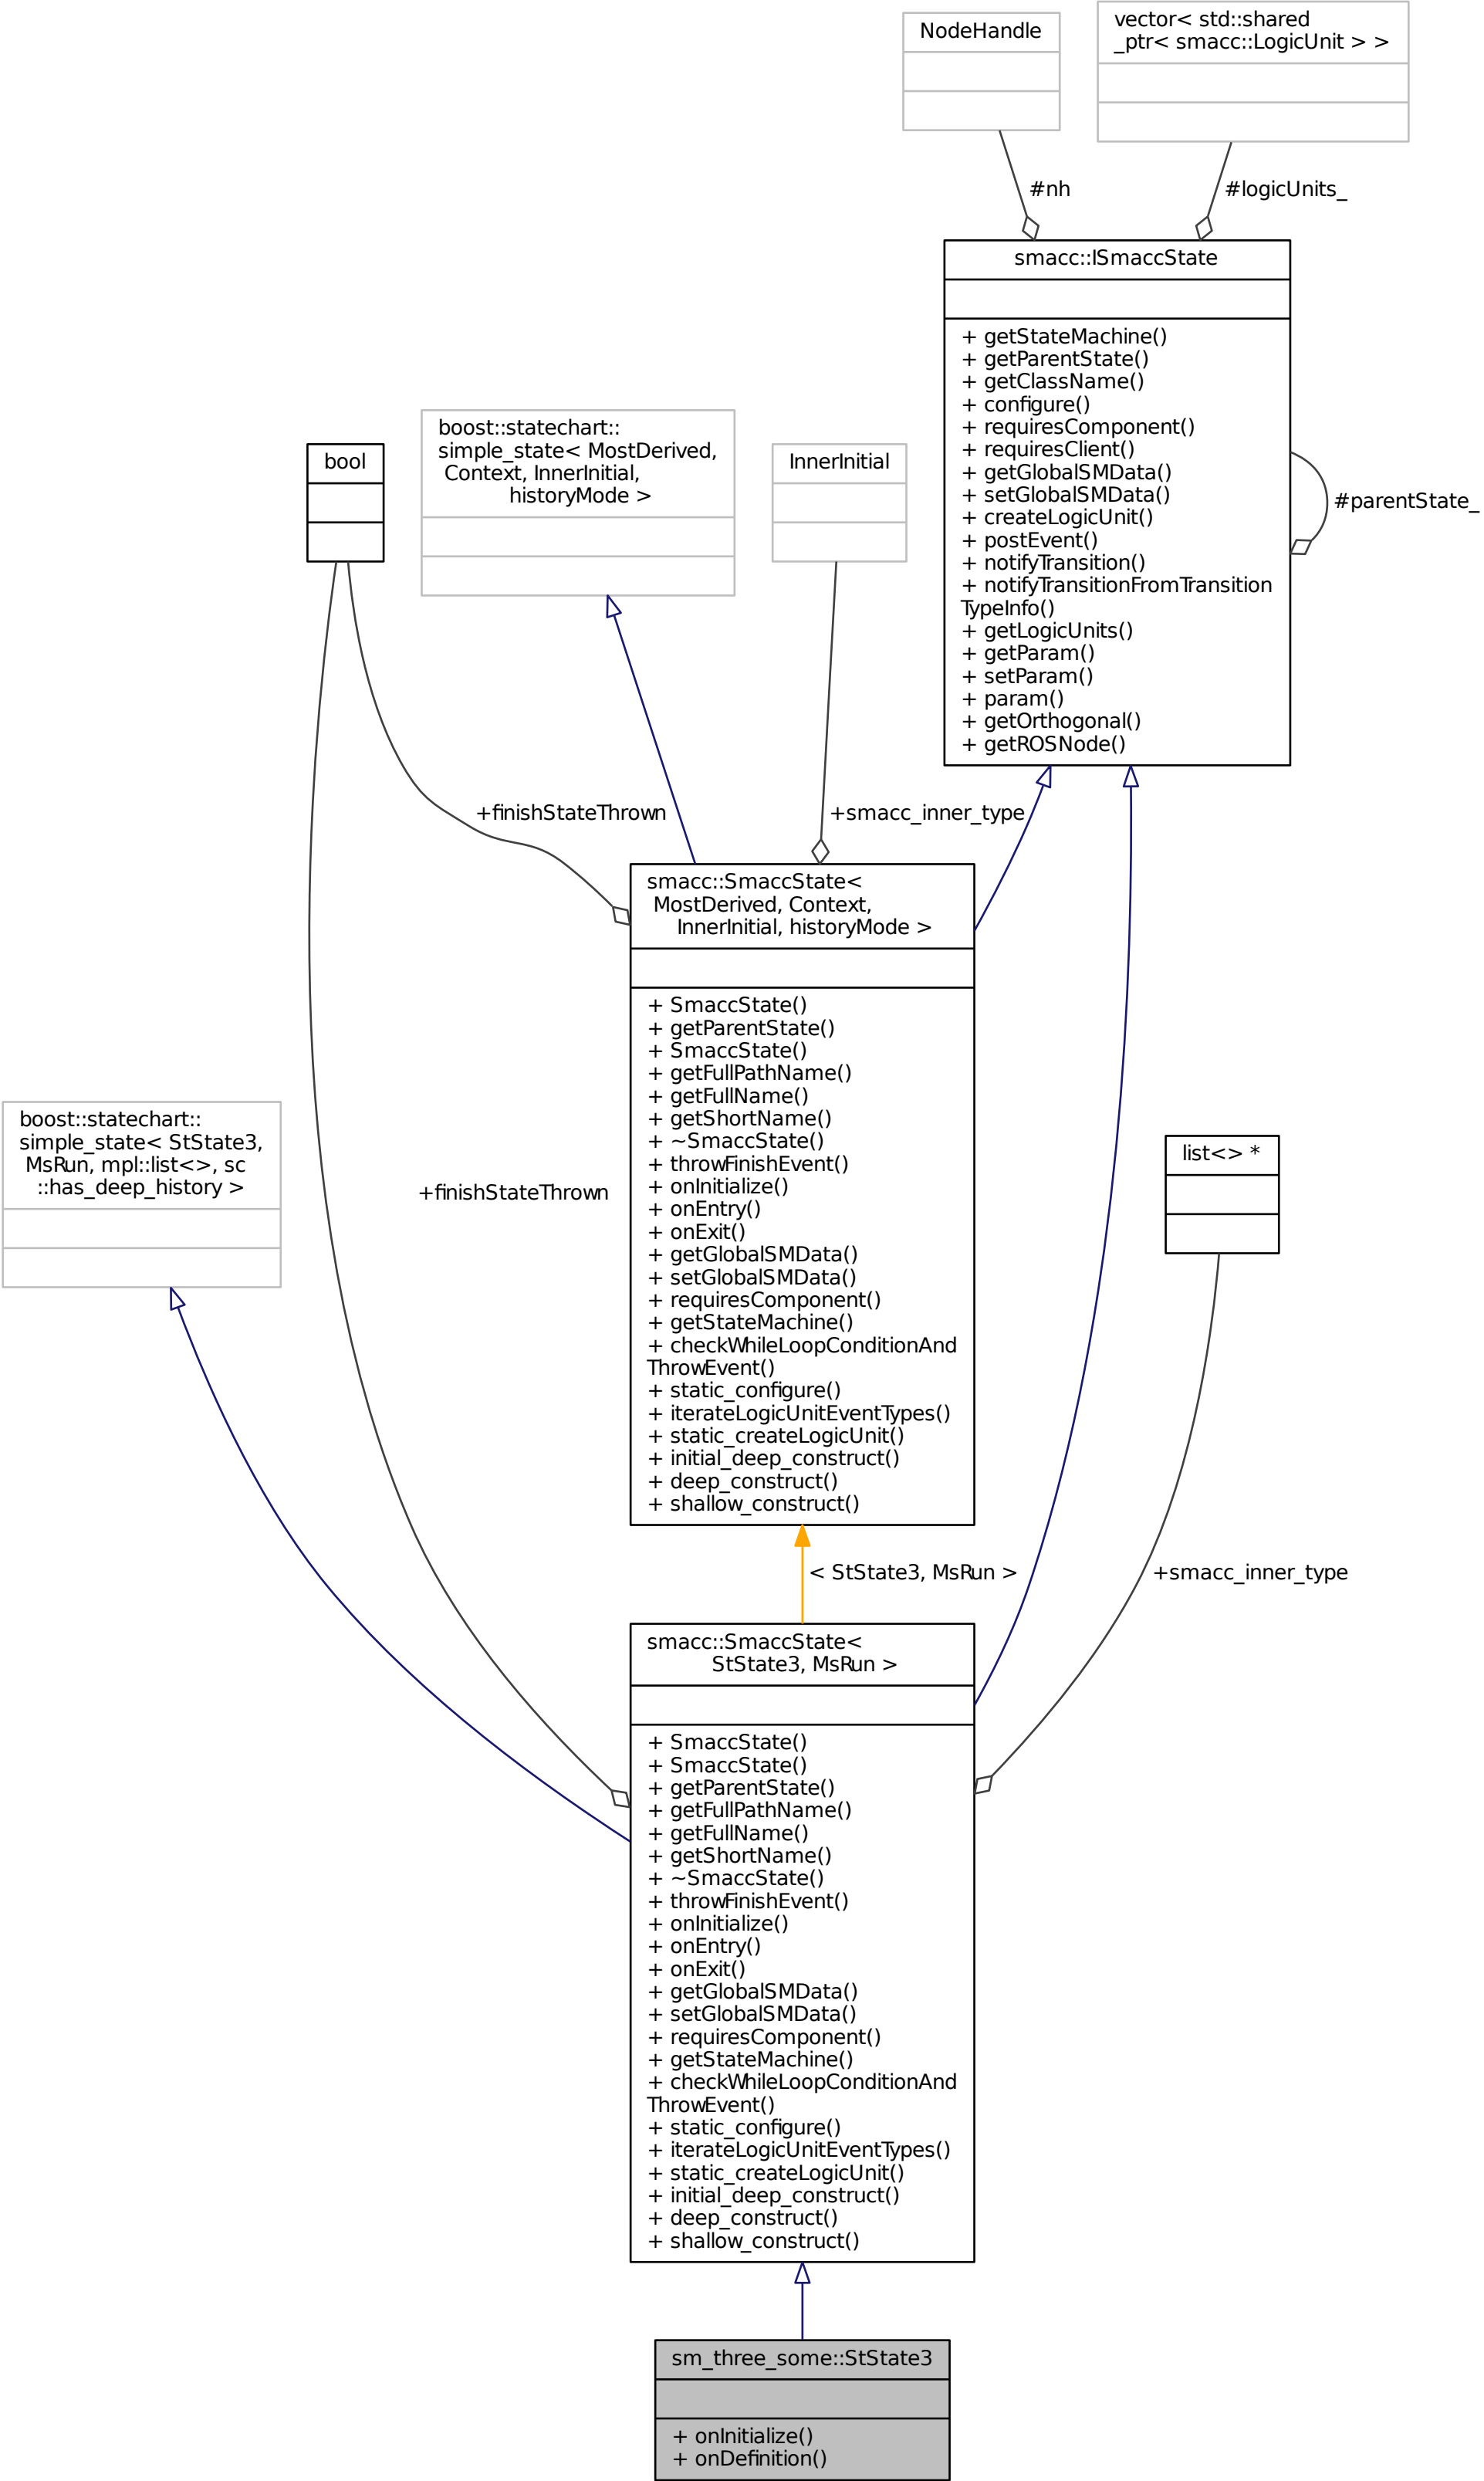 NodeHandle
vector< std::shared
_ptr< smacc::LogicUnit > >
#nh
#logicUnits_
smacc::ISmaccState
+ getStateMachine()
+ getParentState()
+ getClassName()
+ configure()
+ requiresComponent()
+ requiresClient()
+ getGlobalSMData()
+ setGlobalSMData()
+ createLogicUnit()
+ postEvent()
+ notifyTransition()
+ notifyTransitionFromTransition
TypeInfo()
+ getLogicUnits()
+ getParam()
+ setParam()
+ param()
+ getOrthogonal()
+ getROSNode()
#parentState_
boost::statechart::
simple_state< MostDerived,
Context, InnerInitial,
historyMode >
bool
InnerInitial
+finishStateThrown
+smacc_inner_type
smacc::SmaccState<
MostDerived, Context,
InnerInitial, historyMode >
+ SmaccState()
+ getParentState()
+ SmaccState()
+ getFullPathName()
+ getFullName()
+ getShortName()
+ ~SmaccState()
+ throwFinishEvent()
+ onInitialize()
+ onEntry()
+ onExit()
+ getGlobalSMData()
+ setGlobalSMData()
+ requiresComponent()
+ getStateMachine()
+ checkWhileLoopConditionAnd
ThrowEvent()
+ static_configure()
+ iterateLogicUnitEventTypes()
+ static_createLogicUnit()
+ initial_deep_construct()
+ deep_construct()
+ shallow_construct()
boost::statechart::
simple_state< StState3,
MsRun, mpl::list<>, sc
::has_deep_history >
+finishStateThrown
list<> *
< StState3, MsRun >
+smacc_inner_type
smacc::SmaccState<
StState3, MsRun >
+ SmaccState()
+ SmaccState()
+ getParentState()
+ getFullPathName()
+ getFullName()
+ getShortName()
+ ~SmaccState()
+ throwFinishEvent()
+ onInitialize()
+ onEntry()
+ onExit()
+ getGlobalSMData()
+ setGlobalSMData()
+ requiresComponent()
+ getStateMachine()
+ checkWhileLoopConditionAnd
ThrowEvent()
+ static_configure()
+ iterateLogicUnitEventTypes()
+ static_createLogicUnit()
+ initial_deep_construct()
+ deep_construct()
+ shallow_construct()
sm_three_some::StState3
+ onInitialize()
+ onDefinition()